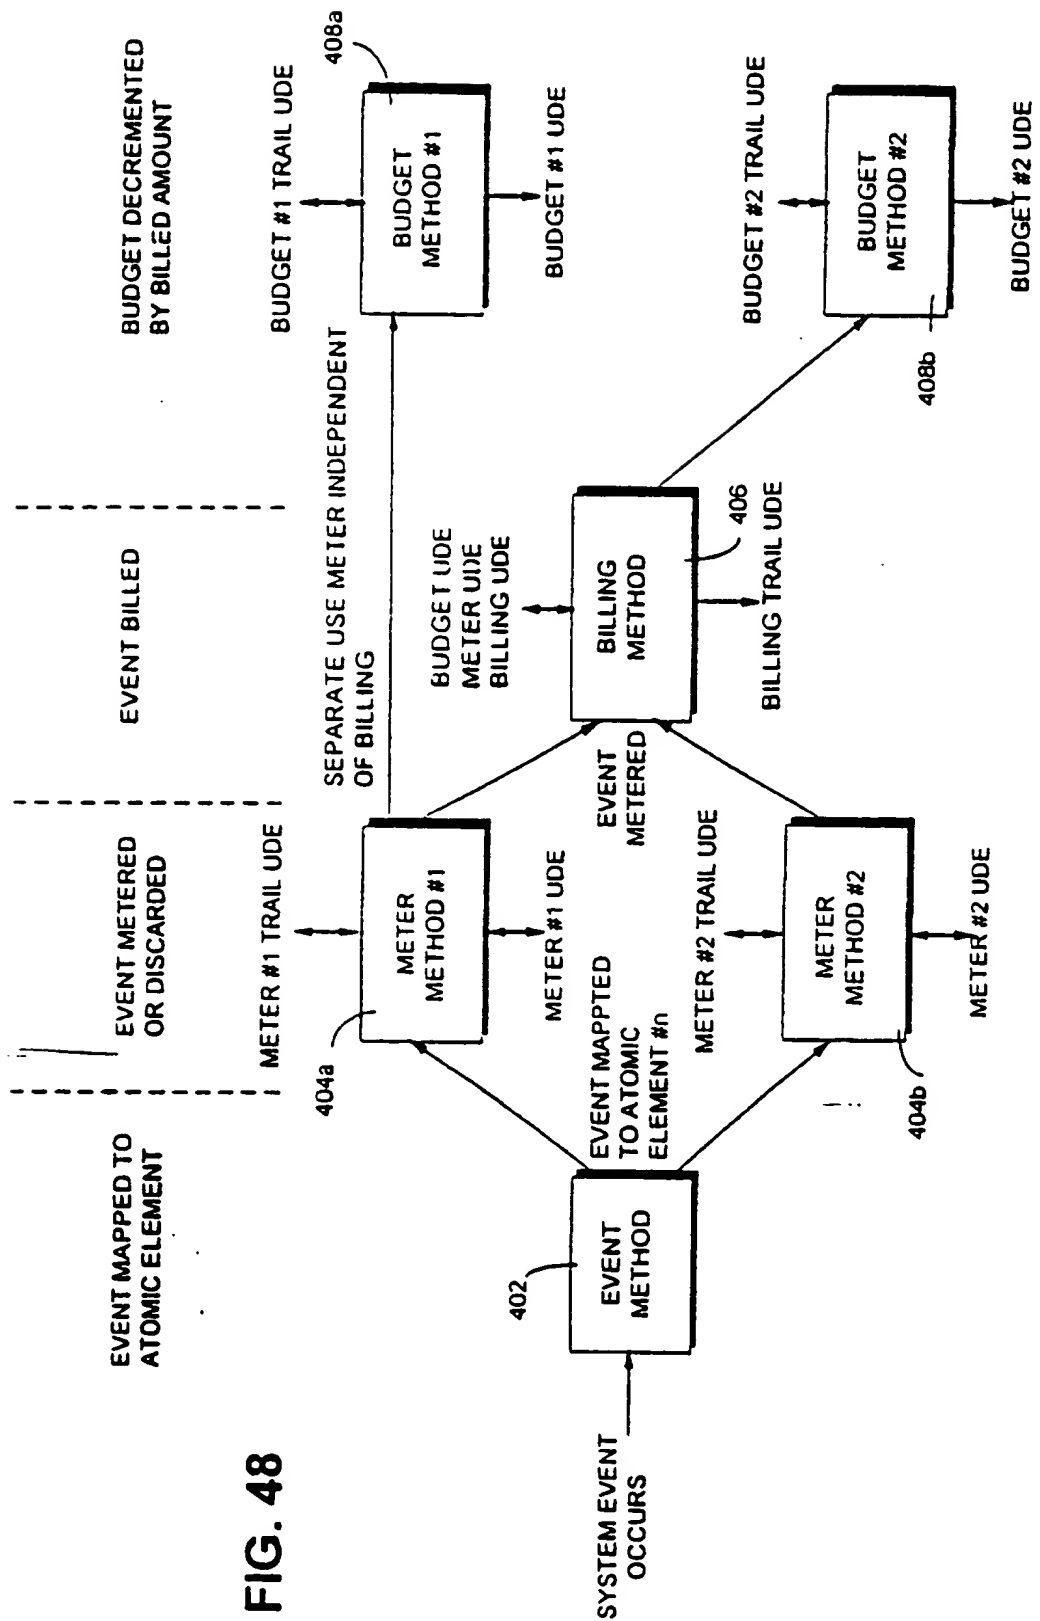 FIG. 48
EVENT MAPPED TO
ATOMIC ELEMENT
EVENT METERED
OR DISCARDED
EVENT BILLED
BUDGET DECREMENTED
BY BILLED AMOUNT
SYSTEM EVENT
OCCURS
402
EVENT
METHOD
EVENT MAPPTED
TO ATOMIC
ELEMENT #n
METER #1 TRAIL UDE
404a
METER
METHOD #1
METER #1 UDE
METER #2 TRAIL UDE
METER
METHOD #2
404b
METER #2 UDE
SEPARATE USE METER INDEPENDENT
OF BILLING
EVENT
METERED
BUDGET UDE
METER UDE
BILLING UDE
BILLING
METHOD
406
BILLING TRAIL UDE
BUDGET #1 TRAIL UDE
408a
BUDGET
METHOD #1
BUDGET #1 UDE
BUDGET #2 TRAIL UDE
BUDGET
METHOD #2
408b
BUDGET #2 UDE